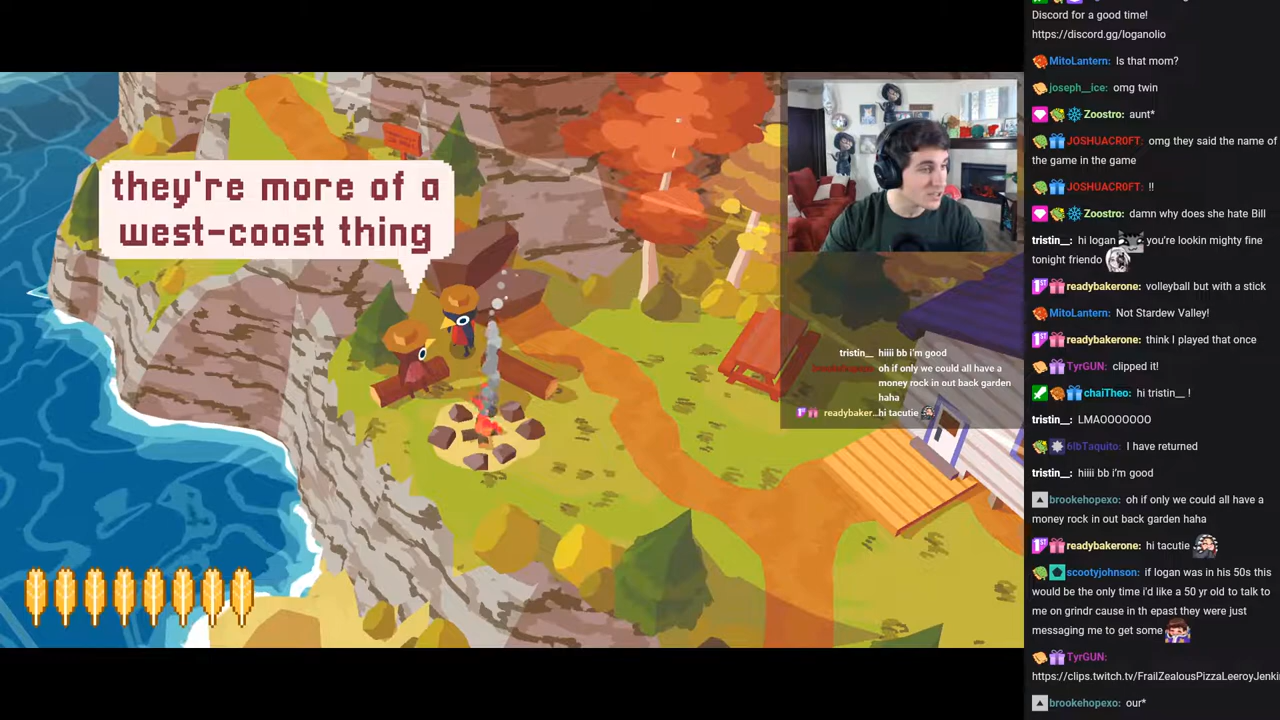 they're more of a
west-coast thing
tristin__ hiiii bb i'm good
oh if only we could all have a
money rock in out back garden
haha
readybaker... hi tacutie
Discord for a good time!
https://discord.gg/loganolio
MitoLantern: Is that mom?
joseph__ice: omg twin
Zoostro: aunt*
JOSHUACR0FT: omg they said the name of
the game in the game
JOSHUACR0FT: !!
Zoostro: damn why does she hate Bill
tristin__: hi logan you're lookin mighty fine
tonight friendo
readybakerone: volleyball but with a stick
MitoLantern: Not Stardew Valley!
readybakerone: think I played that once
TyrGUN: clipped it!
chaiTheo: hi tristin__ !
tristin__: LMAOOOOOOO
6lbTaquito: I have returned
tristin__: hiiii bb i'm good
brookehopexo: oh if only we could all have a
money rock in out back garden haha
readybakerone: hi tacutie
scootyjohnson: if logan was in his 50s this
would be the only time i'd like a 50 yr old to talk to
me on grindr cause in th epast they were just
messaging me to get some
TyrGUN:
https://clips.twitch.tv/FrailZealousPizzaLeeroyJenki
brookehopexo: our*